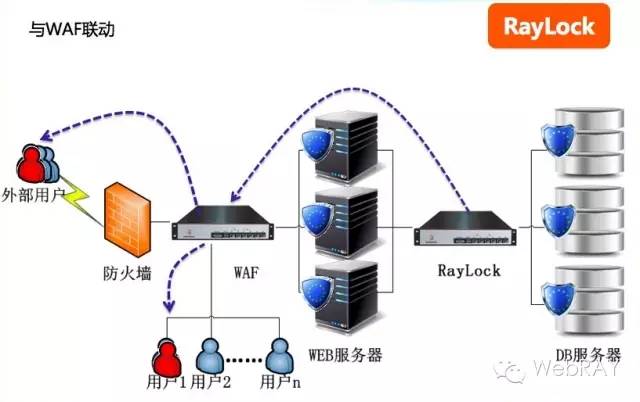 与WAF联动
RayLock
外部用户
防火墙
WAF
RayLock
WEB服务器
DB服务器
用户1
用户2
用户n
WebRAY